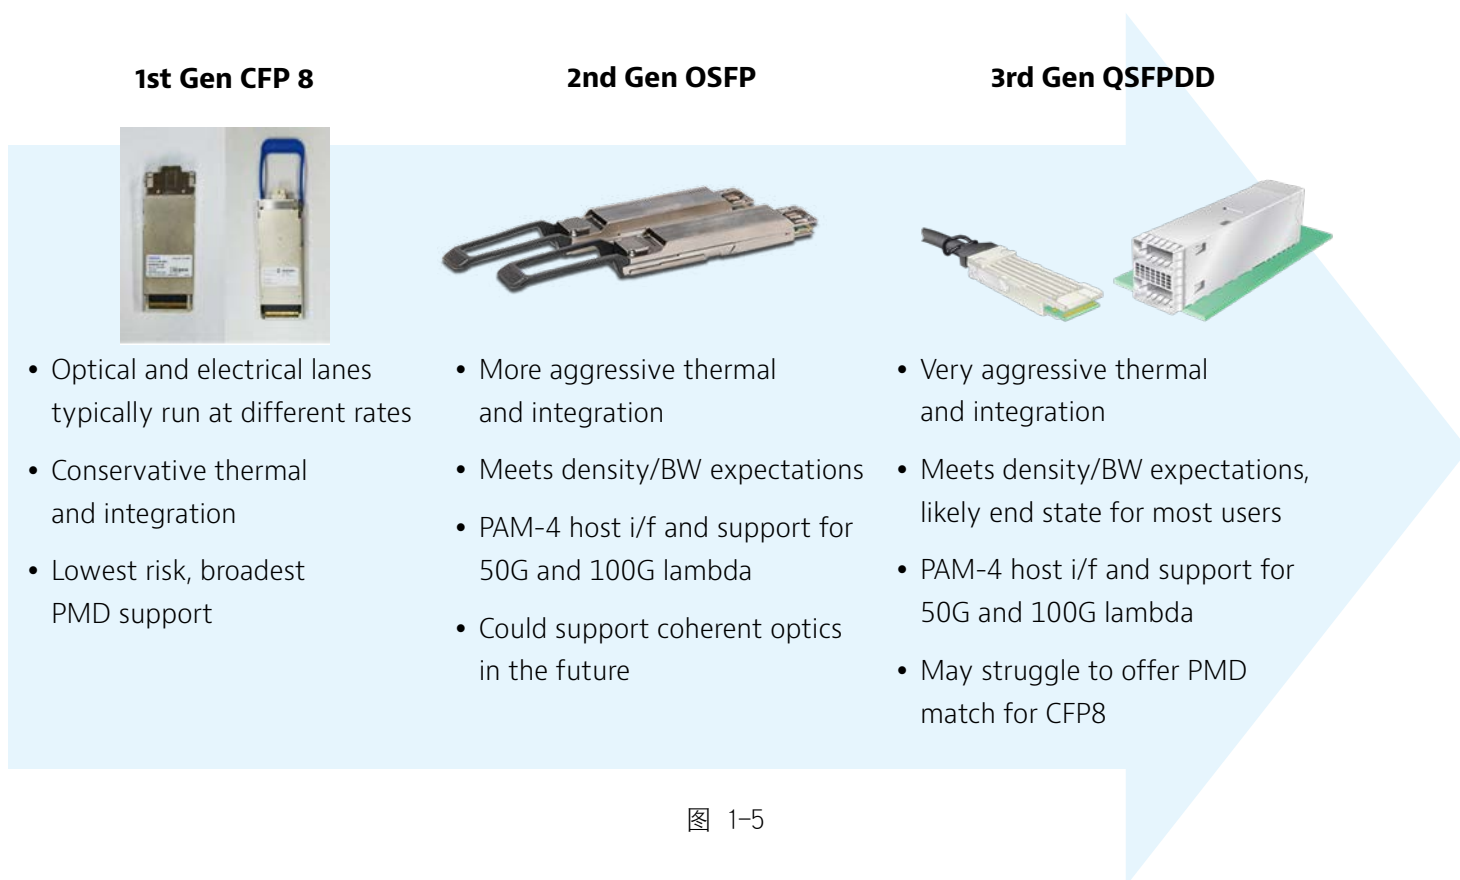 1st Gen CFP 8
2nd Gen OSFP
3rd Gen QSFPDD
• Optical and electrical lanes
typically run at different rates
• Conservative thermal
and integration
• Lowest risk, broadest
PMD support
• More aggressive thermal
and integration
• Meets density/BW expectations
• PAM-4 host i/f and support for
50G and 100G lambda
• Could support coherent optics
in the future
• Very aggressive thermal
and integration
• Meets density/BW expectations,
likely end state for most users
• PAM-4 host i/f and support for
50G and 100G lambda
• May struggle to offer PMD
match for CFP8
图 1-5